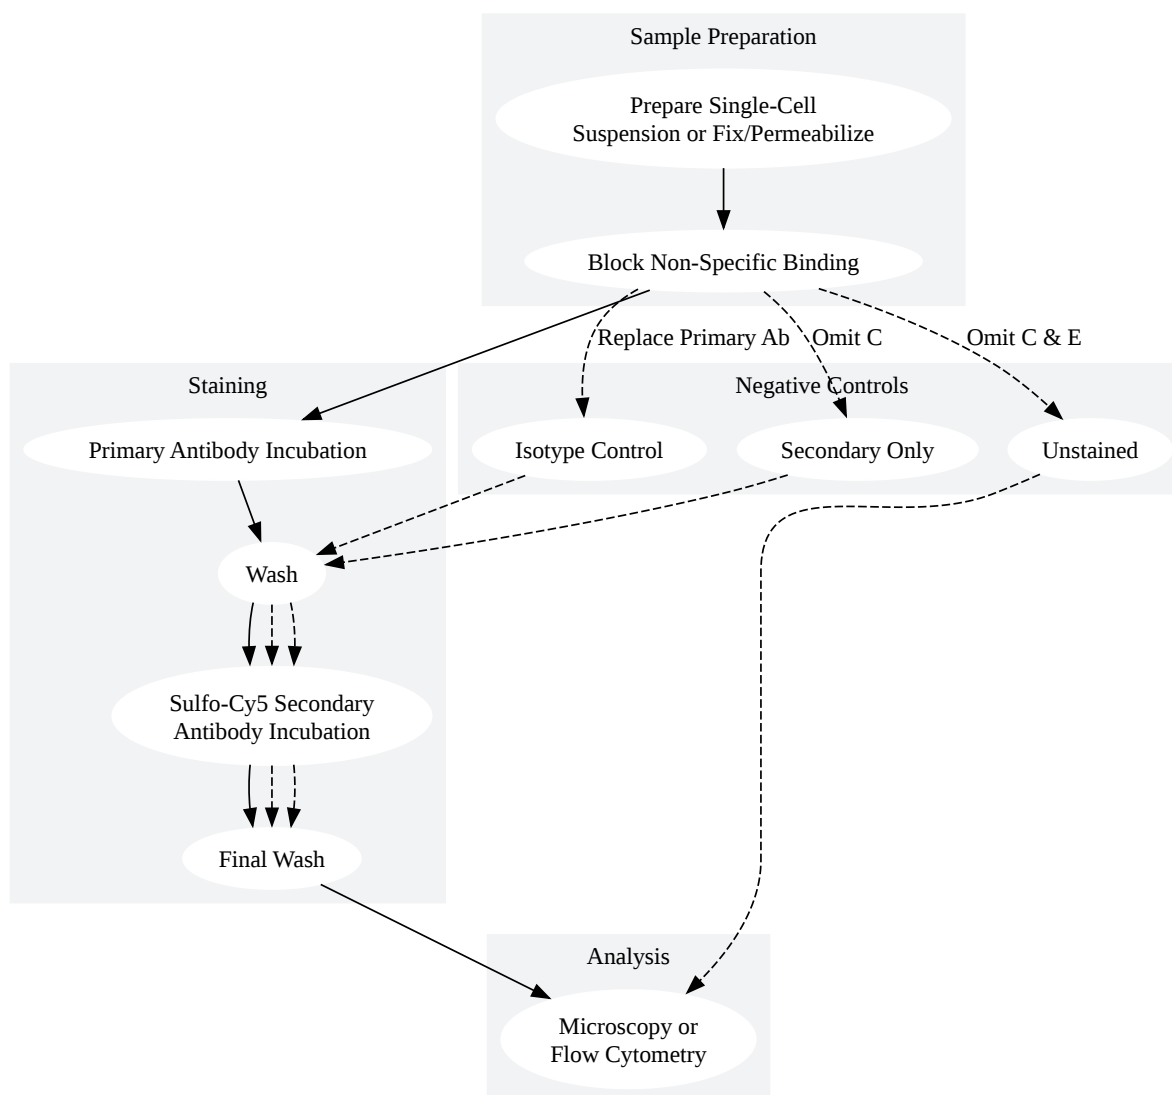 Sample Preparation
Prepare Single-Cell
Suspension or Fix/Permeabilize
Block Non-Specific Binding
Replace Primary Ab
Omit C
Omit C & E
Staining
Negative Controls
Primary Antibody Incubation
Isotype Control
Secondary Only
Unstained
Wash
Sulfo-Cy5 Secondary
Antibody Incubation
Final Wash
Analysis
Microscopy or
Flow Cytometry